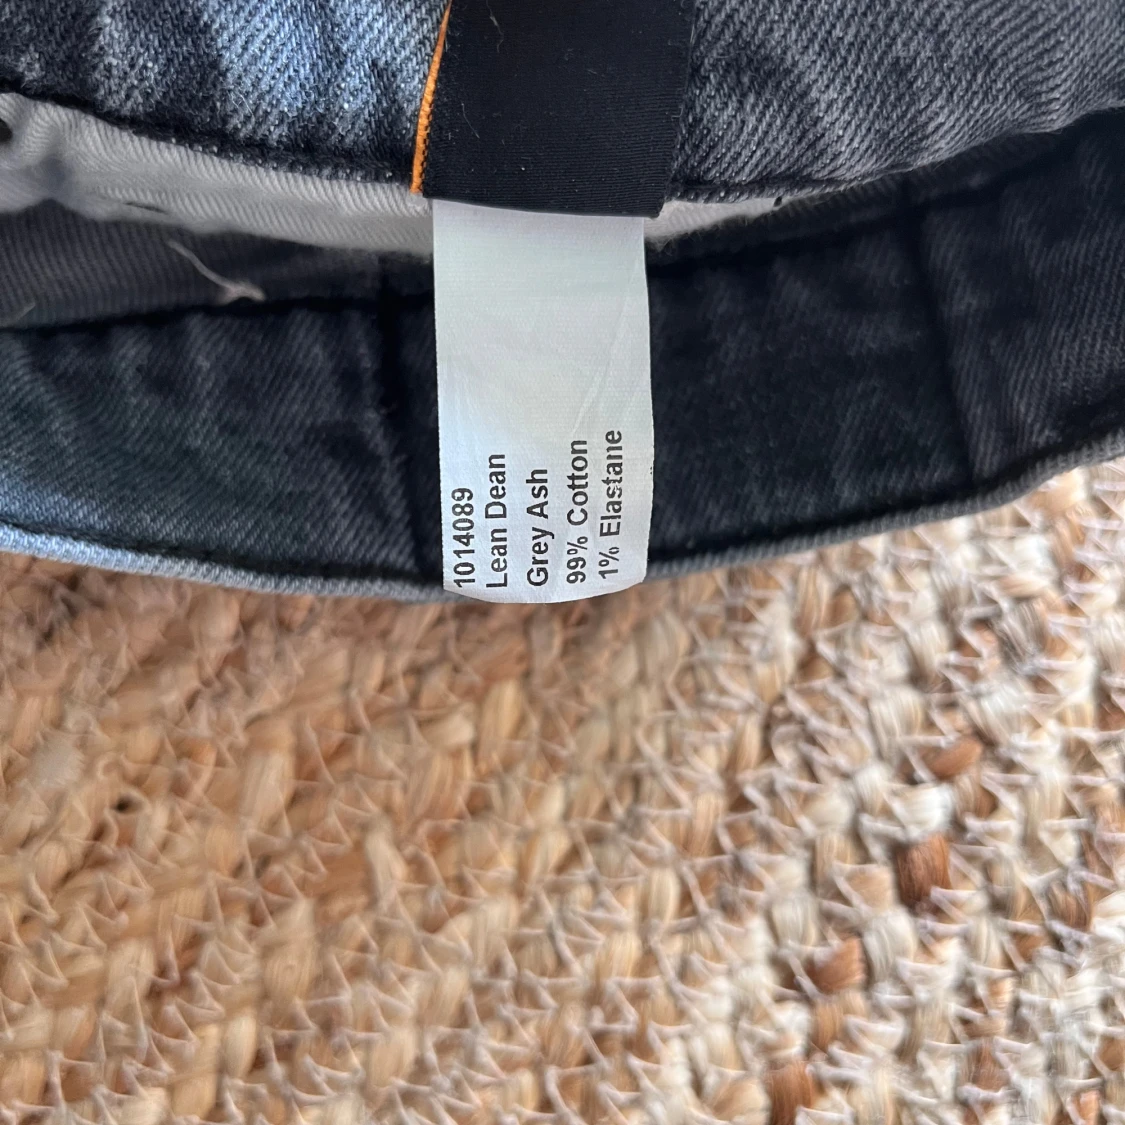 1014089
Lean Dean
Grey Ash
99% Cotton
1% Elastane